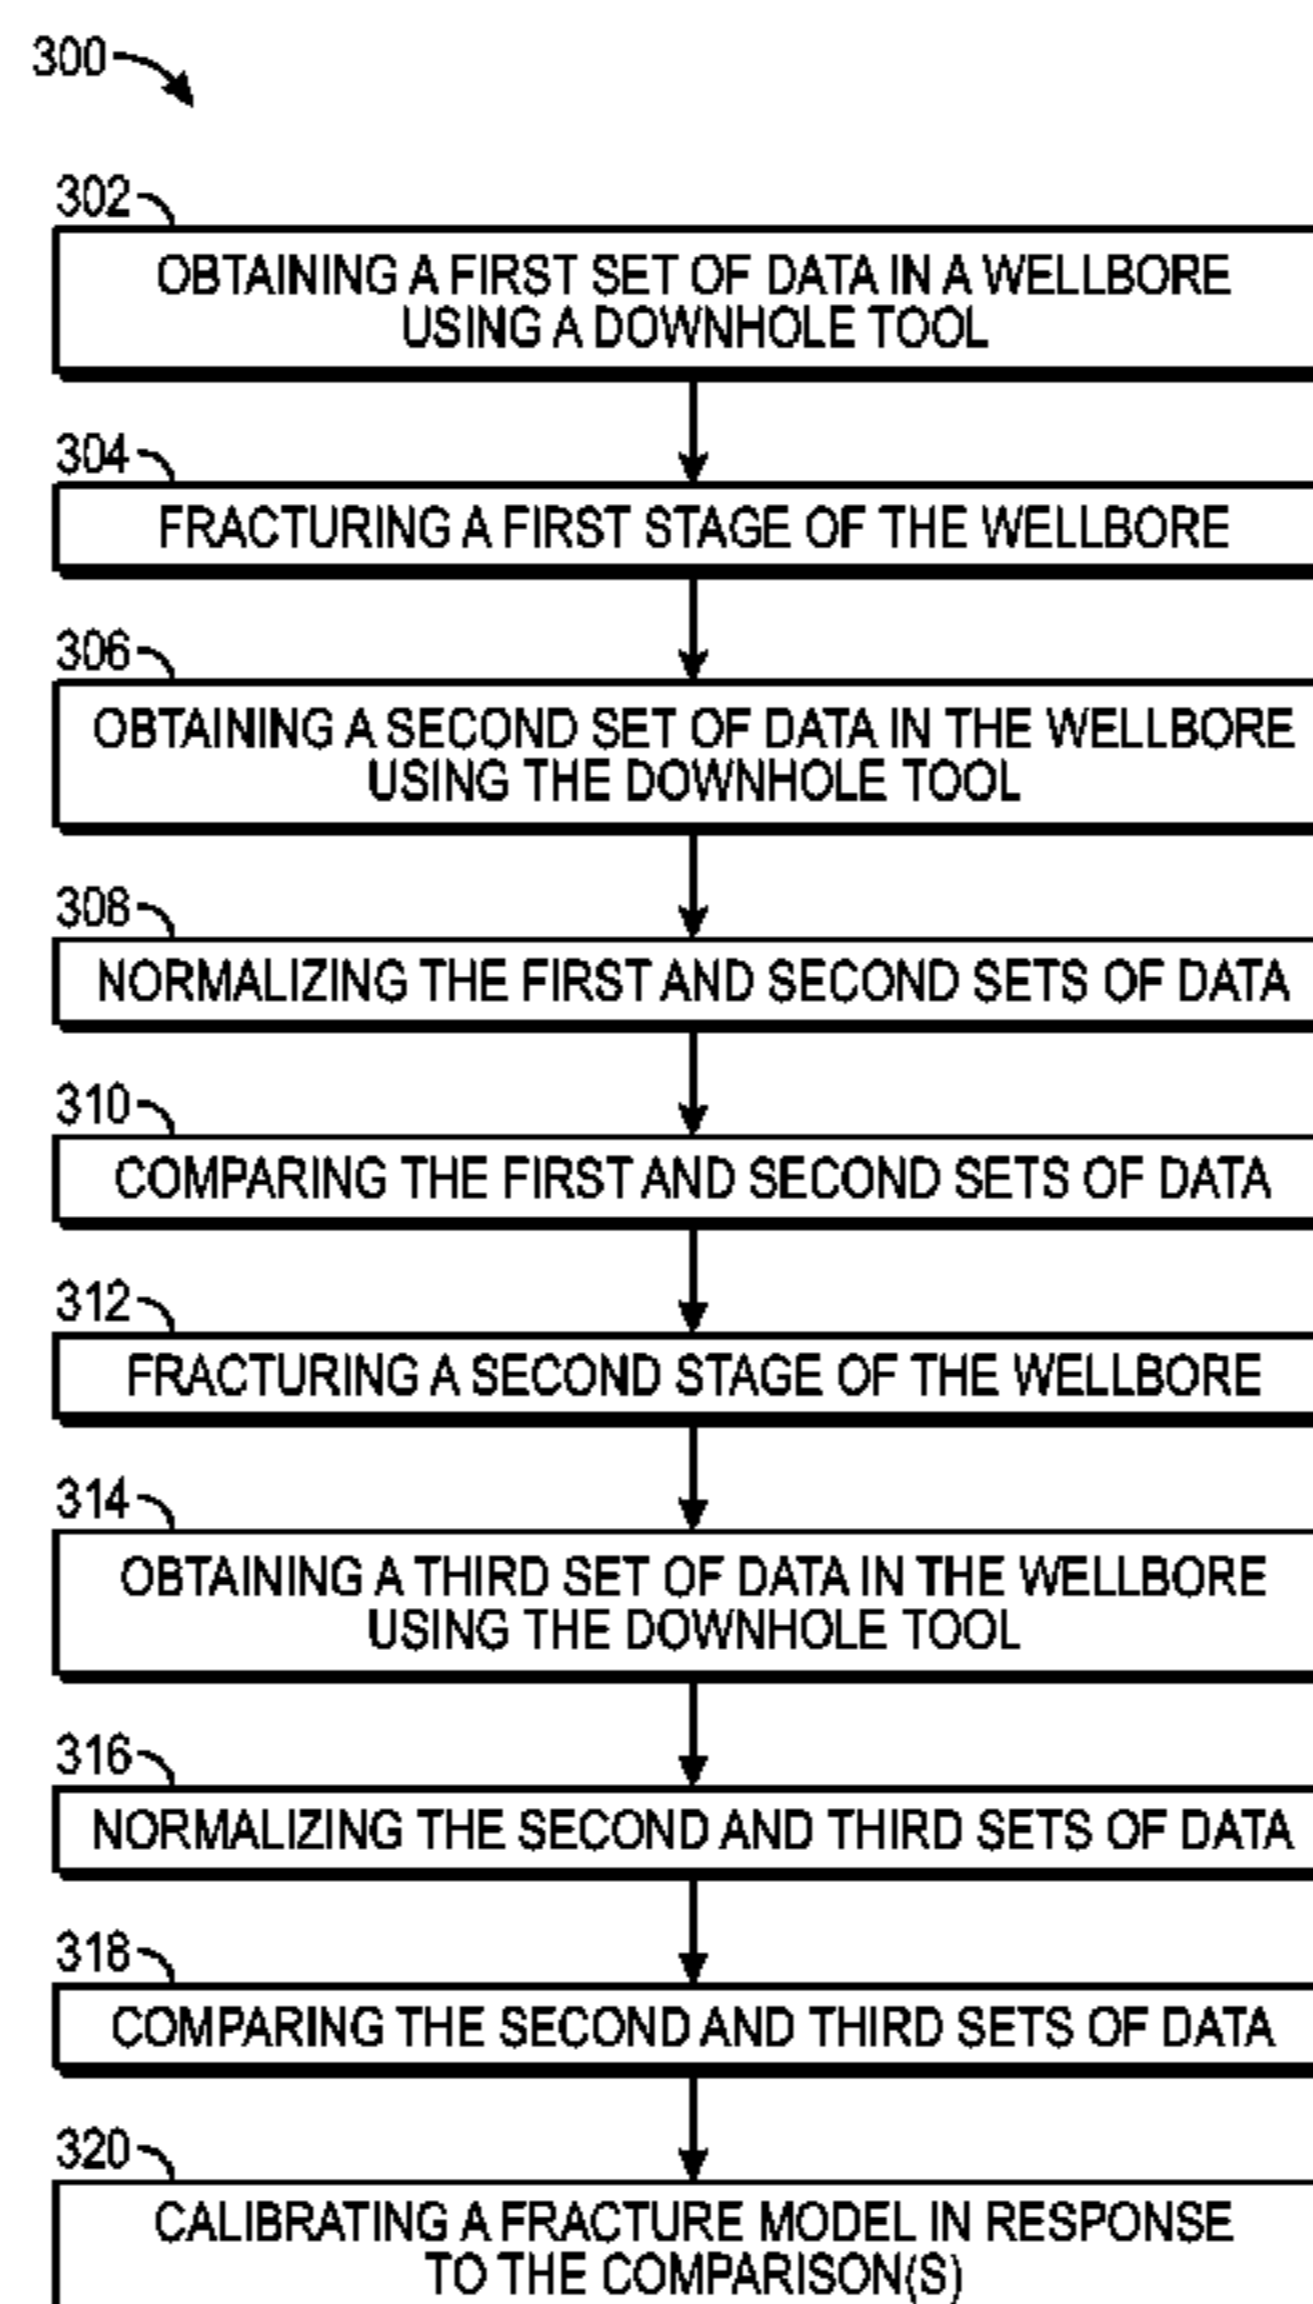 300
302
OBTAINING A FIRST SET OF DATA IN A WELLBORE
USING A DOWNHOLE TOOL
304
FRACTURING A FIRST STAGE OF THE WELLBORE
306
OBTAINING A SECOND SET OF DATA IN THE WELLBORE
USING THE DOWNHOLE TOOL
308
NORMALIZING THE FIRST AND SECOND SETS OF DATA
310
COMPARING THE FIRST AND SECOND SETS OF DATA
312
FRACTURING A SECOND STAGE OF THE WELLBORE
314
OBTAINING A THIRD SET OF DATA IN THE WELLBORE
USING THE DOWNHOLE TOOL
316
NORMALIZING THE SECOND AND THIRD SETS OF DATA
318
COMPARING THE SECOND AND THIRD SETS OF DATA
320
CALIBRATING A FRACTURE MODEL IN RESPONSE
TO THE COMPARISON(S)